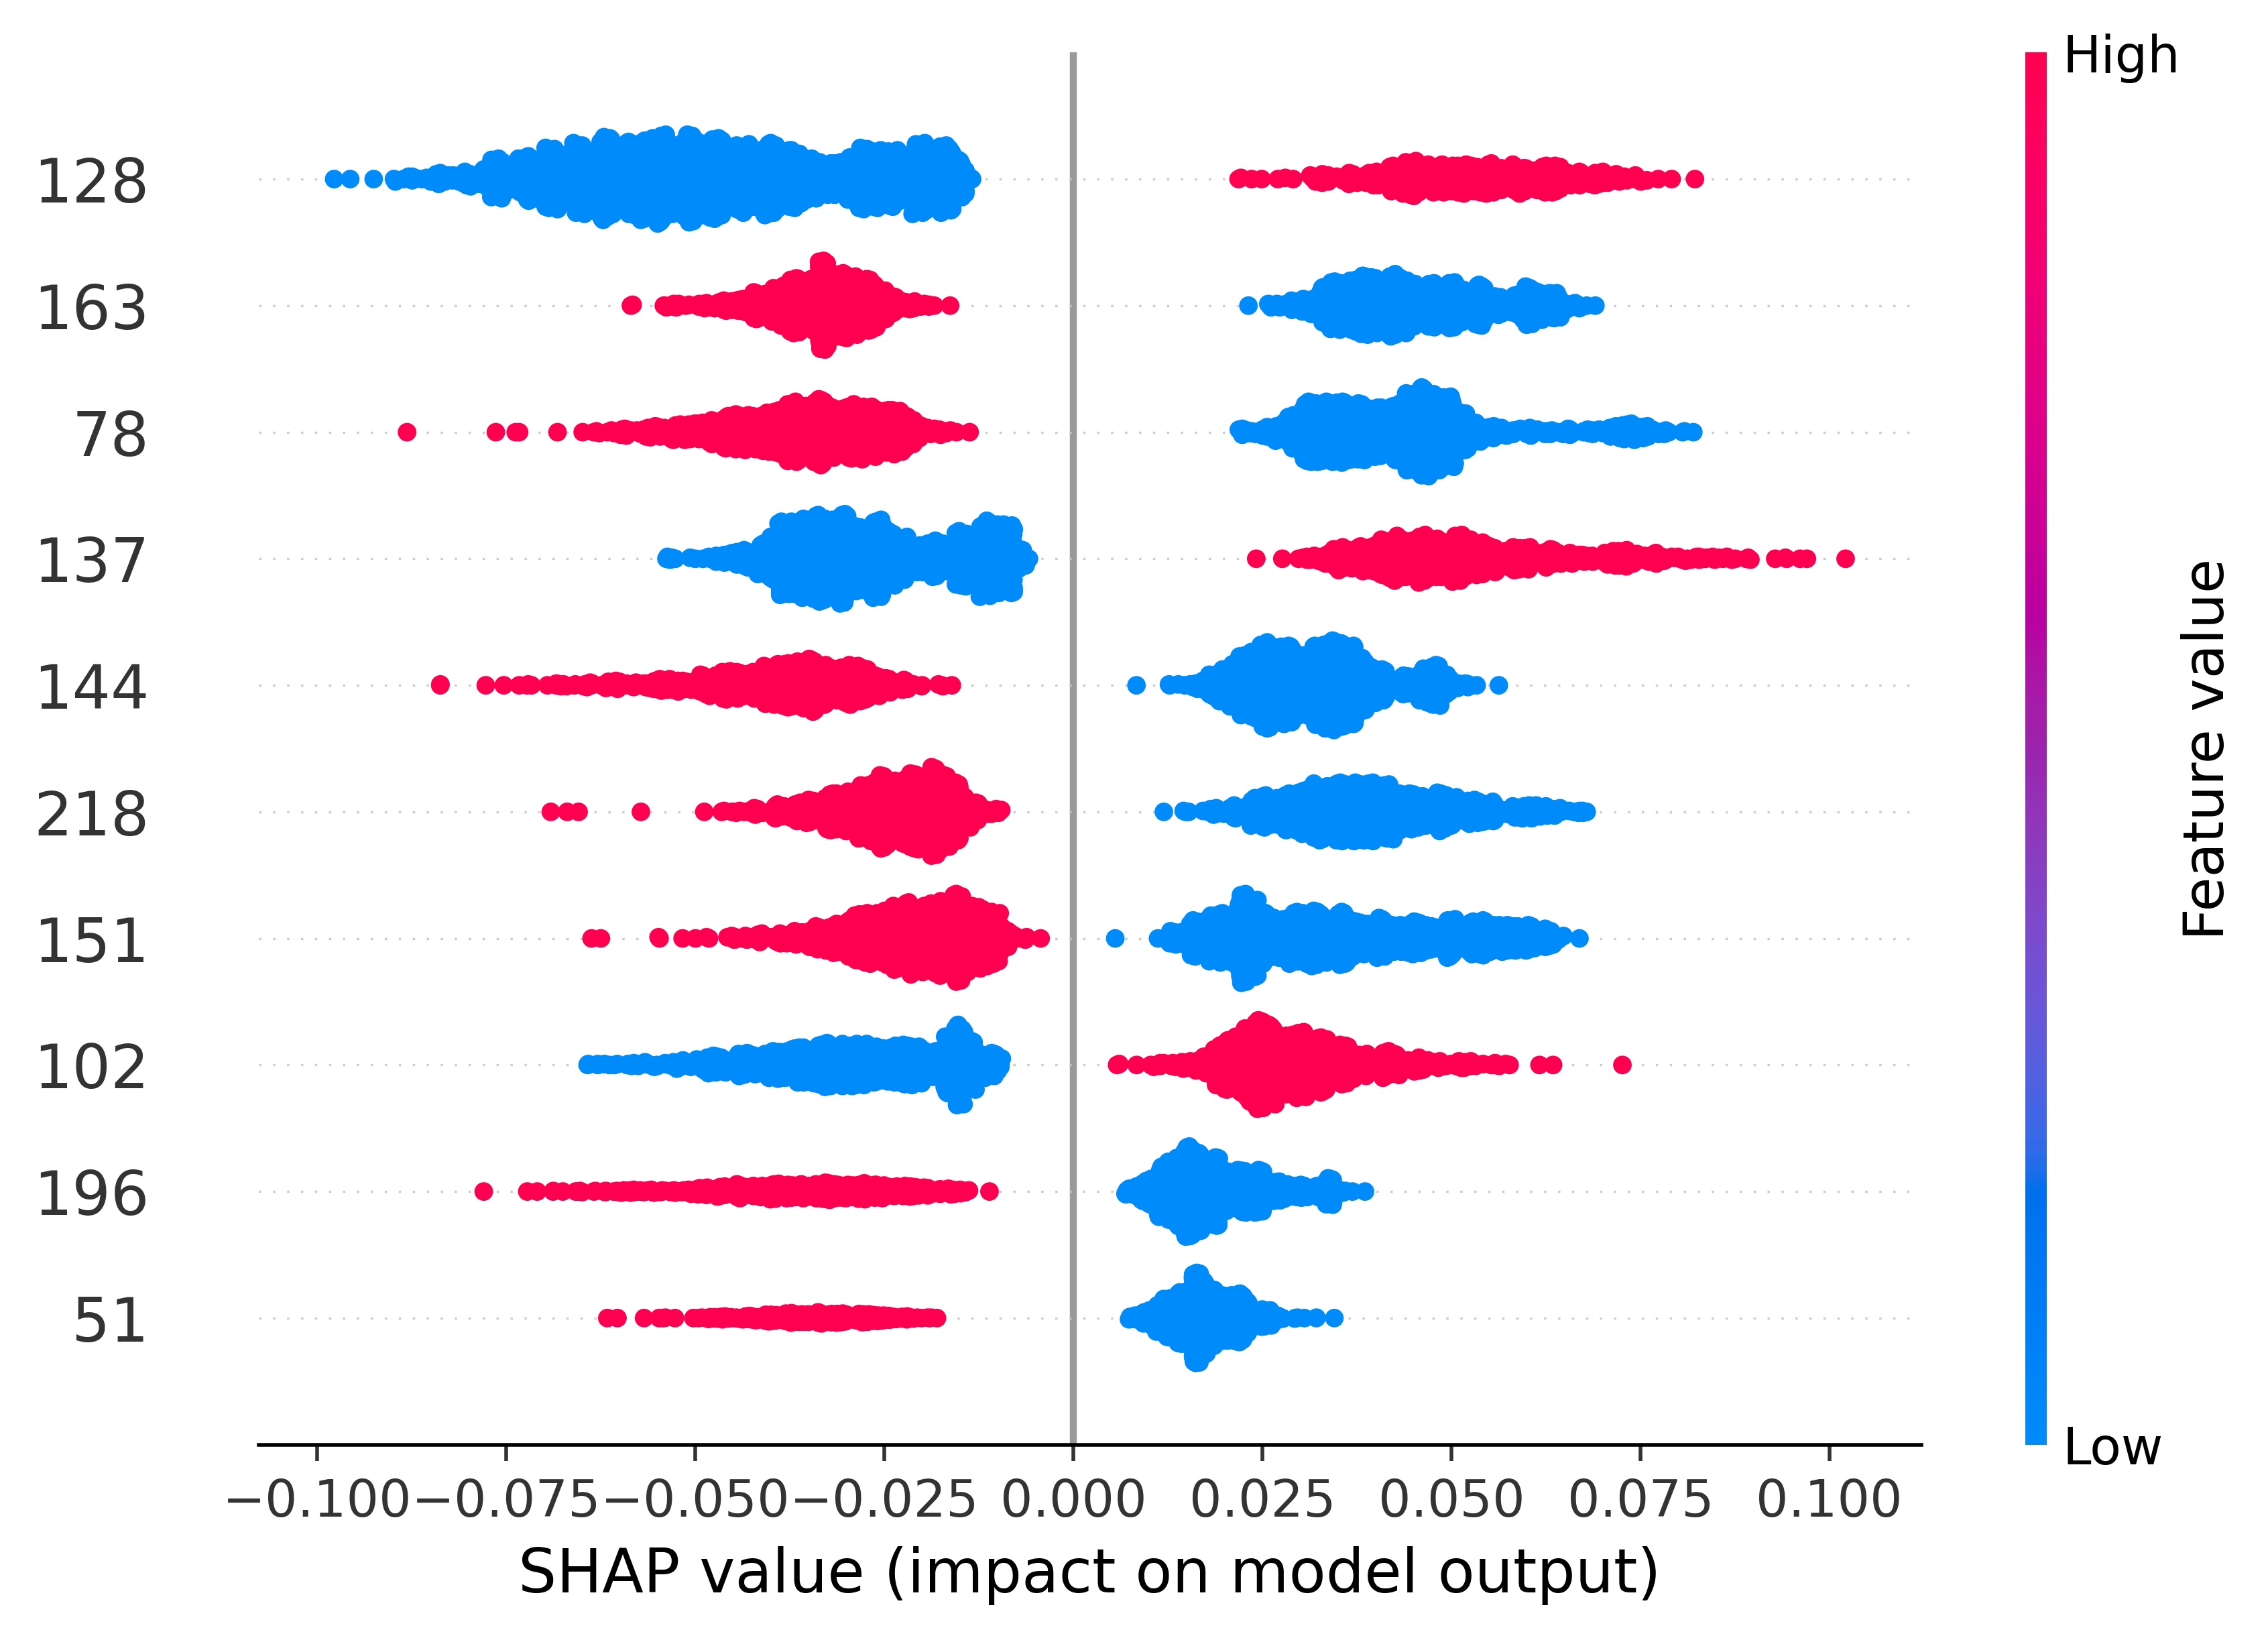 High
128
163
78
137
144
218
151
102
196
51
Feature value
Low
−0.100 −0.075 −0.050 −0.025 0.000 0.025 0.050 0.075 0.100
SHAP value (impact on model output)